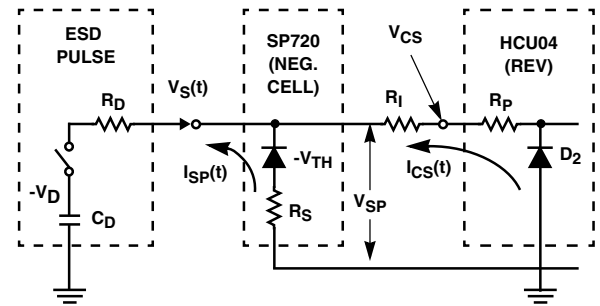 ESD
PULSE
SP720
(NEG.
CELL)
HCU04
(REV)
V_CS
V_S(t)
R_D
R_I
R_P
-V_TH
I_SP(t)
I_CS(t)
D_2
-V_D
C_D
R_S
V_SP